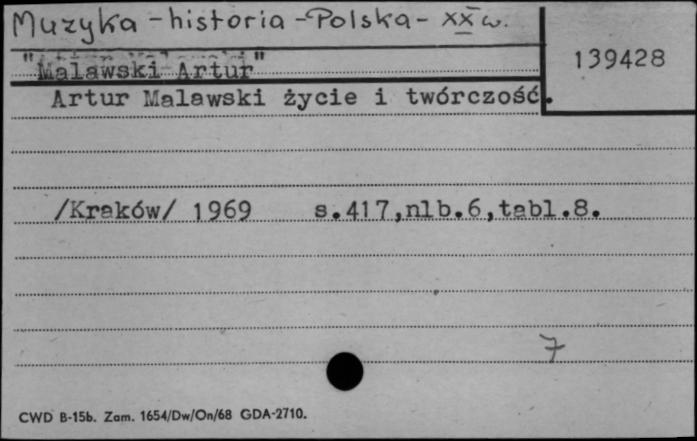 Muzyka - historia - Polska - XX w.
139428
"Malawski Artur"
Artur Malawski życie i twórczość.
/Kraków/ 1969 s.417,nlb.6,tabl.8.
7
CWD B-15b. Zam. 1654/Dw/On/68 GDA-2710.